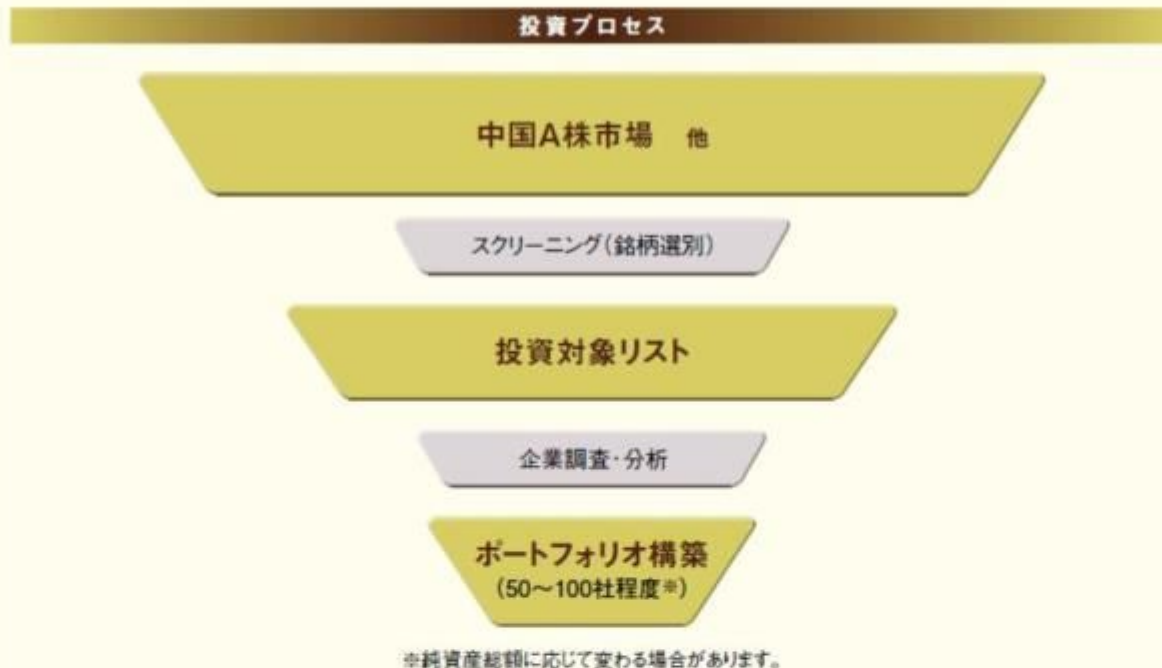 投資プロセス
中国A株市場　他
スクリーニング(銘柄選別)
投資対象リスト
企業調査・分析
ポートフォリオ構築
(50〜100社程度※)
※純資産総額に応じて変わる場合があります。